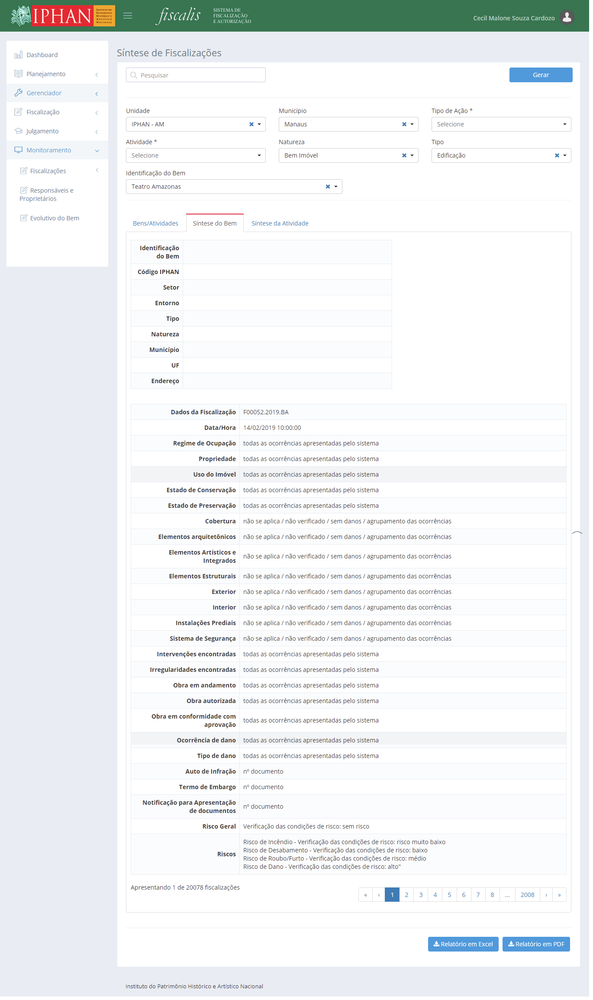 IPHAN
INSTITUTO DO
PATRIMÔNIO
HISTÓRICO E
ARTÍSTICO
NACIONAL
fiscalis
SISTEMA DE
FISCALIZAÇÃO
E AUTORIZAÇÃO
Cecil Malone Souza Cardozo
Dashboard
Planejamento
Gerenciador
Fiscalização
Julgamento
Monitoramento
Fiscalizações
Responsáveis e
Proprietários
Evolutivo do Bem
Síntese de Fiscalizações
Pesquisar
Gerar
Unidade
Município
Tipo de Ação *
IPHAN - AM
Manaus
Selecione
Atividade *
Natureza
Tipo
Selecione
Bem Imóvel
Edificação
Identificação do Bem
Teatro Amazonas
Bens/Atividades
Síntese do Bem
Síntese da Atividade
Identificação
do Bem
Código IPHAN
Setor
Entorno
Tipo
Natureza
Município
UF
Endereço
Dados da Fiscalização F00052.2019.BA
Data/Hora 14/02/2019 10:00:00
Regime de Ocupação todas as ocorrências apresentadas pelo sistema
Propriedade todas as ocorrências apresentadas pelo sistema
Uso do Imóvel todas as ocorrências apresentadas pelo sistema
Estado de Conservação todas as ocorrências apresentadas pelo sistema
Estado de Preservação todas as ocorrências apresentadas pelo sistema
Cobertura não se aplica / não verificado / sem danos / agrupamento das ocorrências
Elementos arquitetônicos não se aplica / não verificado / sem danos / agrupamento das ocorrências
Elementos Artísticos e
Integrados
não se aplica / não verificado / sem danos / agrupamento das ocorrências
Elementos Estruturais não se aplica / não verificado / sem danos / agrupamento das ocorrências
Exterior não se aplica / não verificado / sem danos / agrupamento das ocorrências
Interior não se aplica / não verificado / sem danos / agrupamento das ocorrências
Instalações Prediais não se aplica / não verificado / sem danos / agrupamento das ocorrências
Sistema de Segurança não se aplica / não verificado / sem danos / agrupamento das ocorrências
Intervenções encontradas todas as ocorrências apresentadas pelo sistema
Irregularidades encontradas todas as ocorrências apresentadas pelo sistema
Obra em andamento todas as ocorrências apresentadas pelo sistema
Obra autorizada todas as ocorrências apresentadas pelo sistema
Obra em conformidade com
aprovação
todas as ocorrências apresentadas pelo sistema
Ocorrência de dano todas as ocorrências apresentadas pelo sistema
Tipo de dano todas as ocorrências apresentadas pelo sistema
Auto de Infração nº documento
Termo de Embargo nº documento
Notificação para Apresentação
de documentos
nº documento
Risco Geral Verificação das condições de risco: sem risco
Riscos
Risco de Incêndio - Verificação das condições de risco: risco muito baixo
Risco de Desabamento - Verificação das condições de risco: baixo
Risco de Roubo/Furto - Verificação das condições de risco: médio
Risco de Dano - Verificação das condições de risco: alto"
Apresentando 1 de 20078 fiscalizações
« ‹ 1 2 3 4 5 6 7 8 ... 2008 › »
Relatório em Excel
Relatório em PDF
Instituto do Patrimônio Histórico e Artístico Nacional